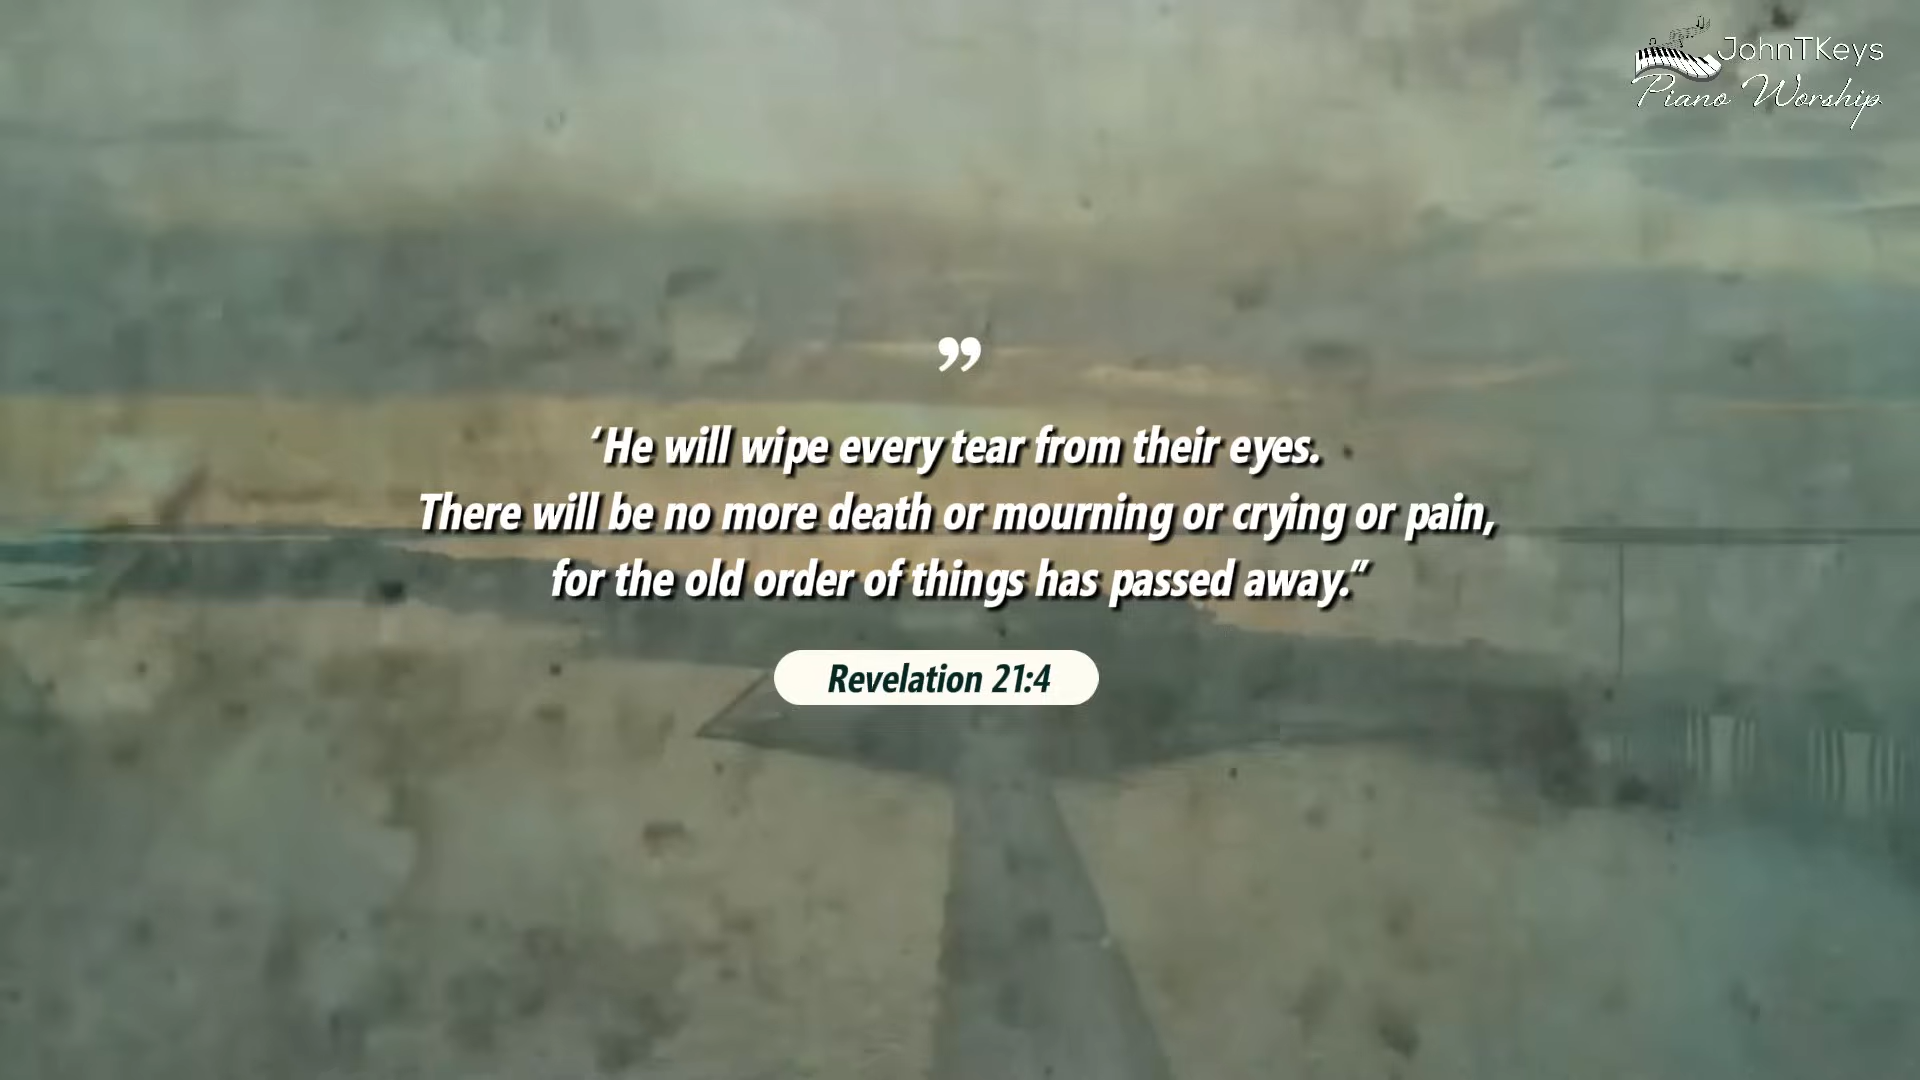 JohnTKeys
Piano Worship
”
‘He will wipe every tear from their eyes.
There will be no more death or mourning or crying or pain,
for the old order of things has passed away.”
Revelation 21:4